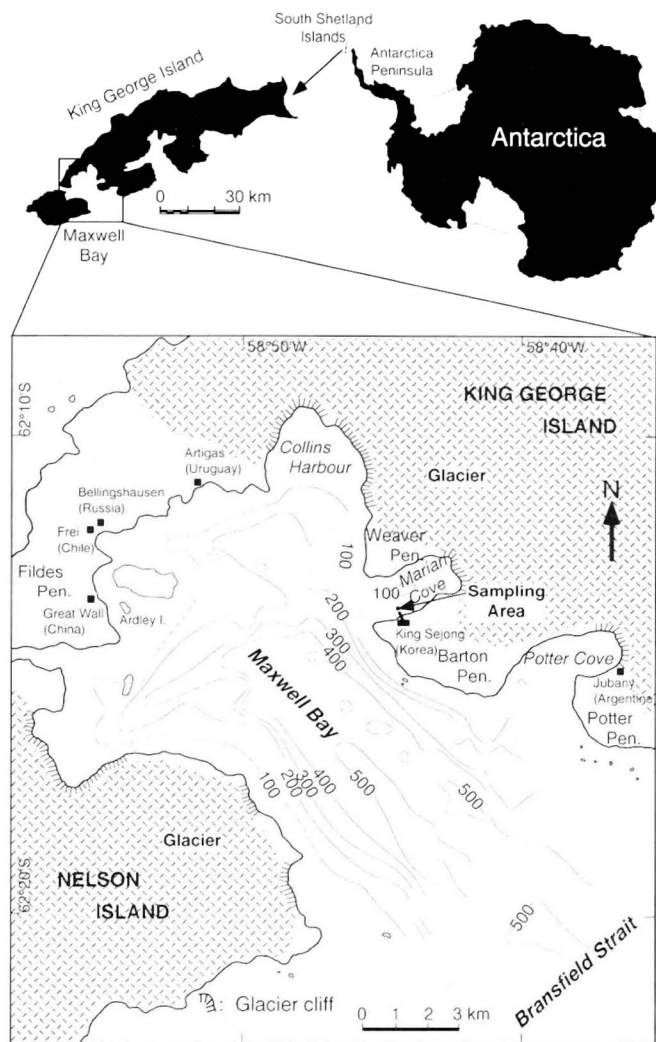 South Shetland
Islands
Antarctica
Peninsula
King George Island
Antarctica
0 30 km
Maxwell
Bay
58°50'W
58°40'W
62°10'S
KING GEORGE
ISLAND
Collins
Harbour
Artigas
(Uruguay)
Glacier
N
Bellingshausen
(Russia)
Frei
(Chile)
Weaver
Pen.
100
Marian
Cove
100
Sampling
Area
Fildes
Pen.
Great Wall
(China)
Ardley I.
200
300
400
King Sejong
(Korea)
Barton
Pen.
Potter Cove
Jubany
(Argentine)
Potter
Pen.
Maxwell Bay
100
200
300
400
500
500
Glacier
62°20'S
NELSON
ISLAND
500
Bransfield Strait
: Glacier cliff
0 1 2 3 km